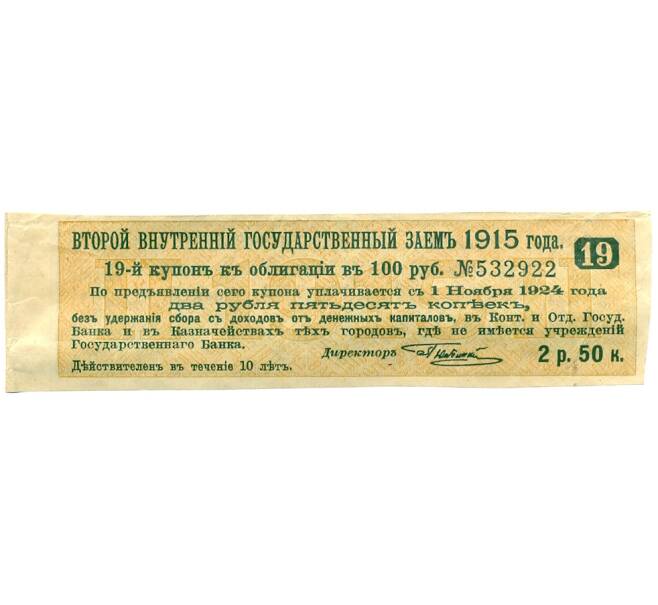 ВТОРОЙ ВНУТРЕННІЙ ГОСУДАРСТВЕННЫЙ ЗАЕМЪ 1915 года. 19
19-й купонъ къ облигаціи въ 100 руб. №532922
По предъявленіи сего купона уплачивается съ 1 Ноября 1924 года
два рубля пятьдесятъ копѣекъ,
безъ удержанія сбора съ доходовъ отъ денежныхъ капиталовъ, въ Конт. и Отд. Госуд.
Банка и въ Казначействахъ тѣхъ городовъ, гдѣ не имѣется учрежденій
Государственнаго Банка.
Директоръ 2 р. 50 к.
Дѣйствителенъ въ теченіе 10 лѣтъ.